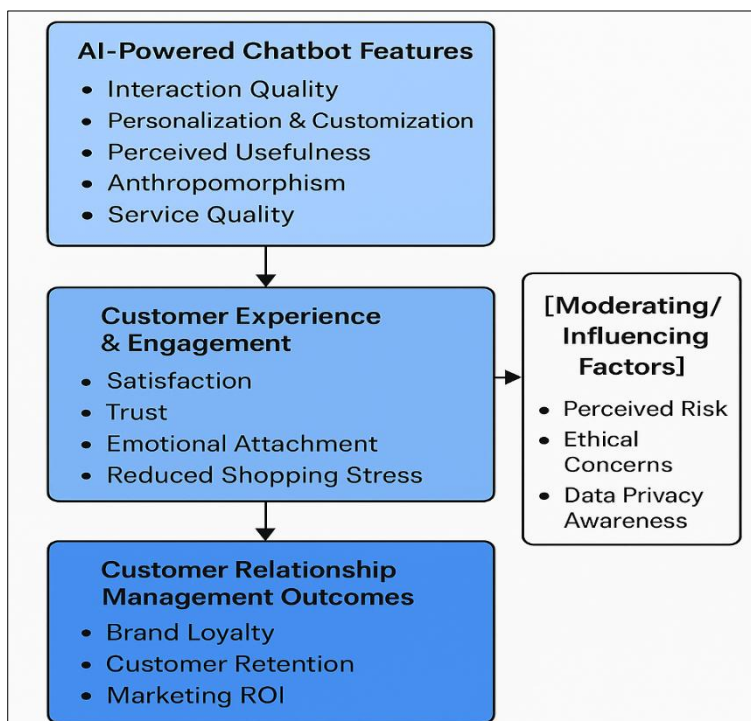 AI-Powered Chatbot Features
• Interaction Quality
• Personalization & Customization
• Perceived Usefulness
• Anthropomorphism
• Service Quality
Customer Experience
& Engagement
• Satisfaction
• Trust
• Emotional Attachment
• Reduced Shopping Stress
[Moderating/
Influencing
Factors]
• Perceived Risk
• Ethical
Concerns
• Data Privacy
Awareness
Customer Relationship
Management Outcomes
• Brand Loyalty
• Customer Retention
• Marketing ROI